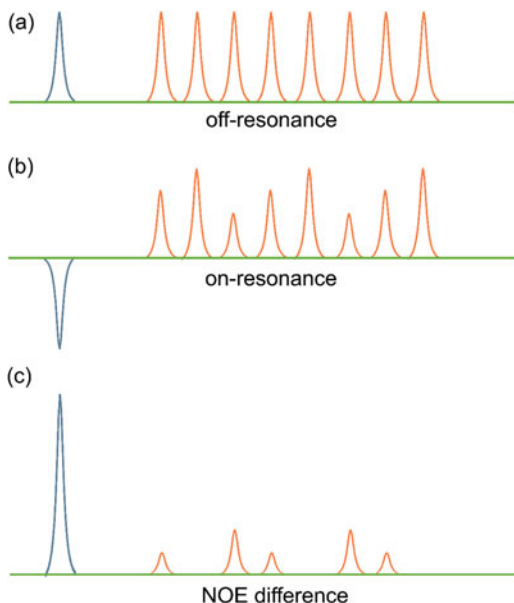 (a)
off-resonance
(b)
on-resonance
(c)
NOE difference